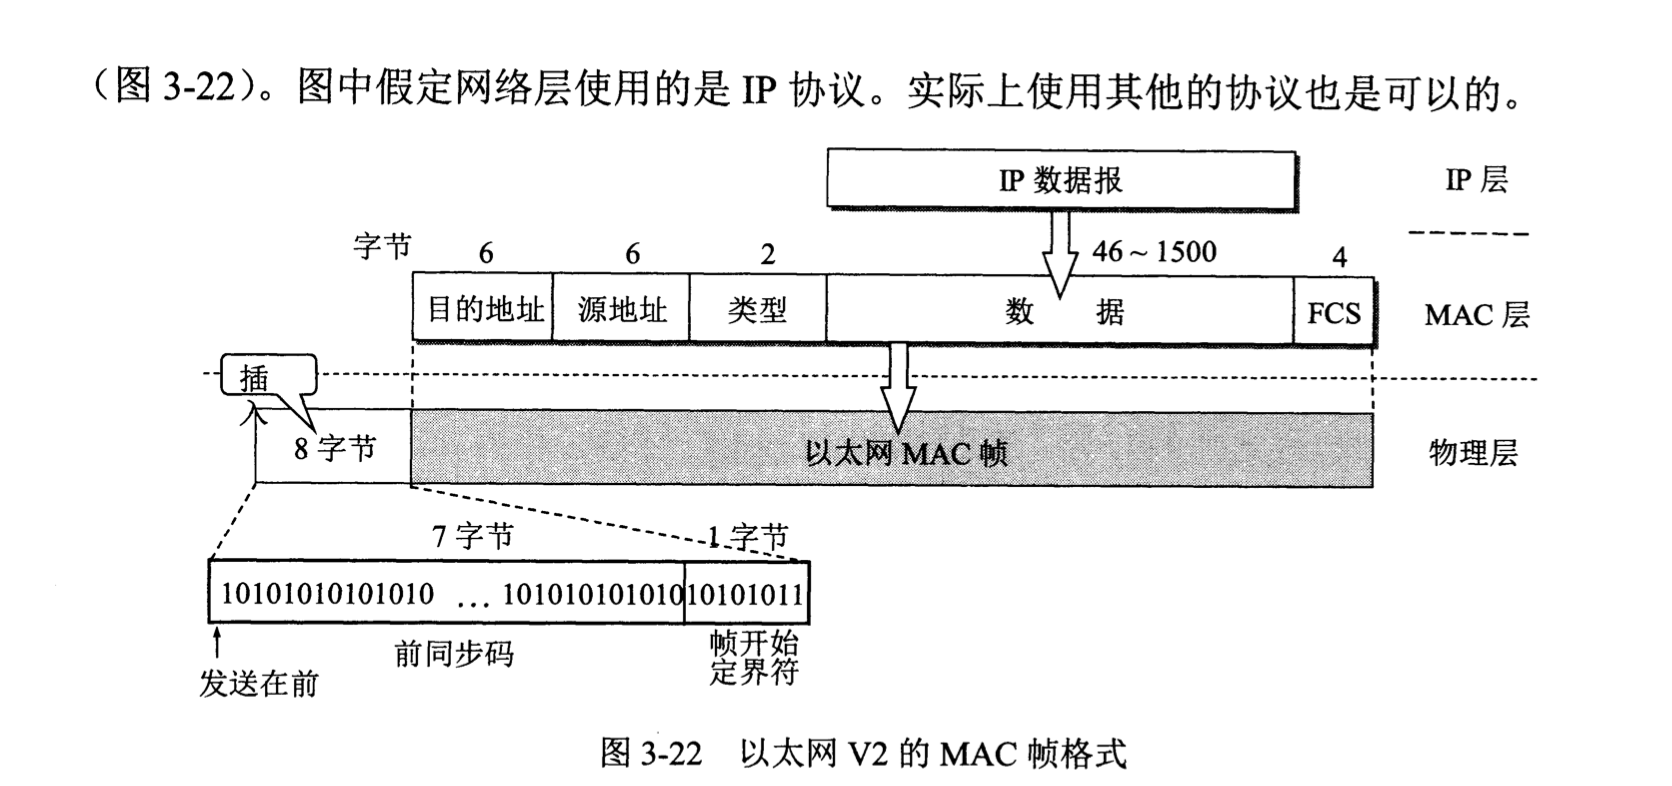 （图 3-22）。图中假定网络层使用的是 IP 协议。实际上使用其他的协议也是可以的。
IP 数据报
IP 层
字节
6
6
2
46 ~ 1500
4
目的地址
源地址
类型
数 据
FCS
MAC 层
插入
8 字节
以太网 MAC 帧
物理层
7 字节
1 字节
10101010101010 … 101010101010
10101011
前同步码
帧开始
定界符
发送在前
图 3-22 以太网 V2 的 MAC 帧格式